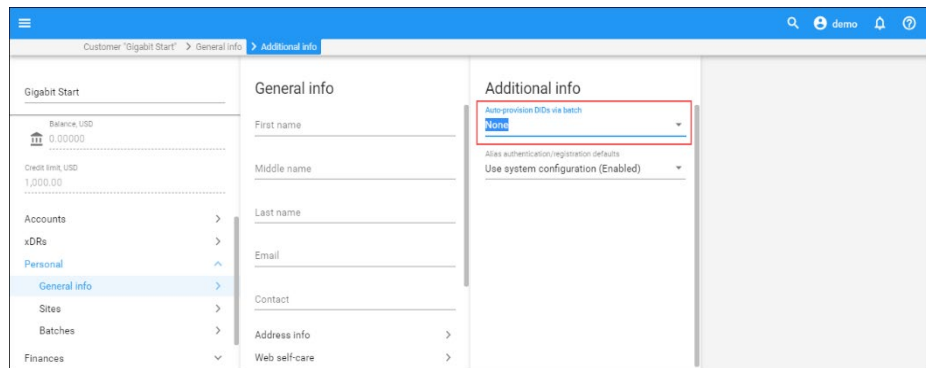 demo
Customer "Gigabit Start" > General info > Additional info
Gigabit Start
Balance, USD
0.00000
Credit limit, USD
1,000.00
Accounts
xDRs
Personal
General info
Sites
Batches
Finances
General info
First name
Middle name
Last name
Email
Contact
Address info
Web self-care
Additional info
Auto-provision DIDs via batch
None
Alias authentication/registration defaults
Use system configuration (Enabled)